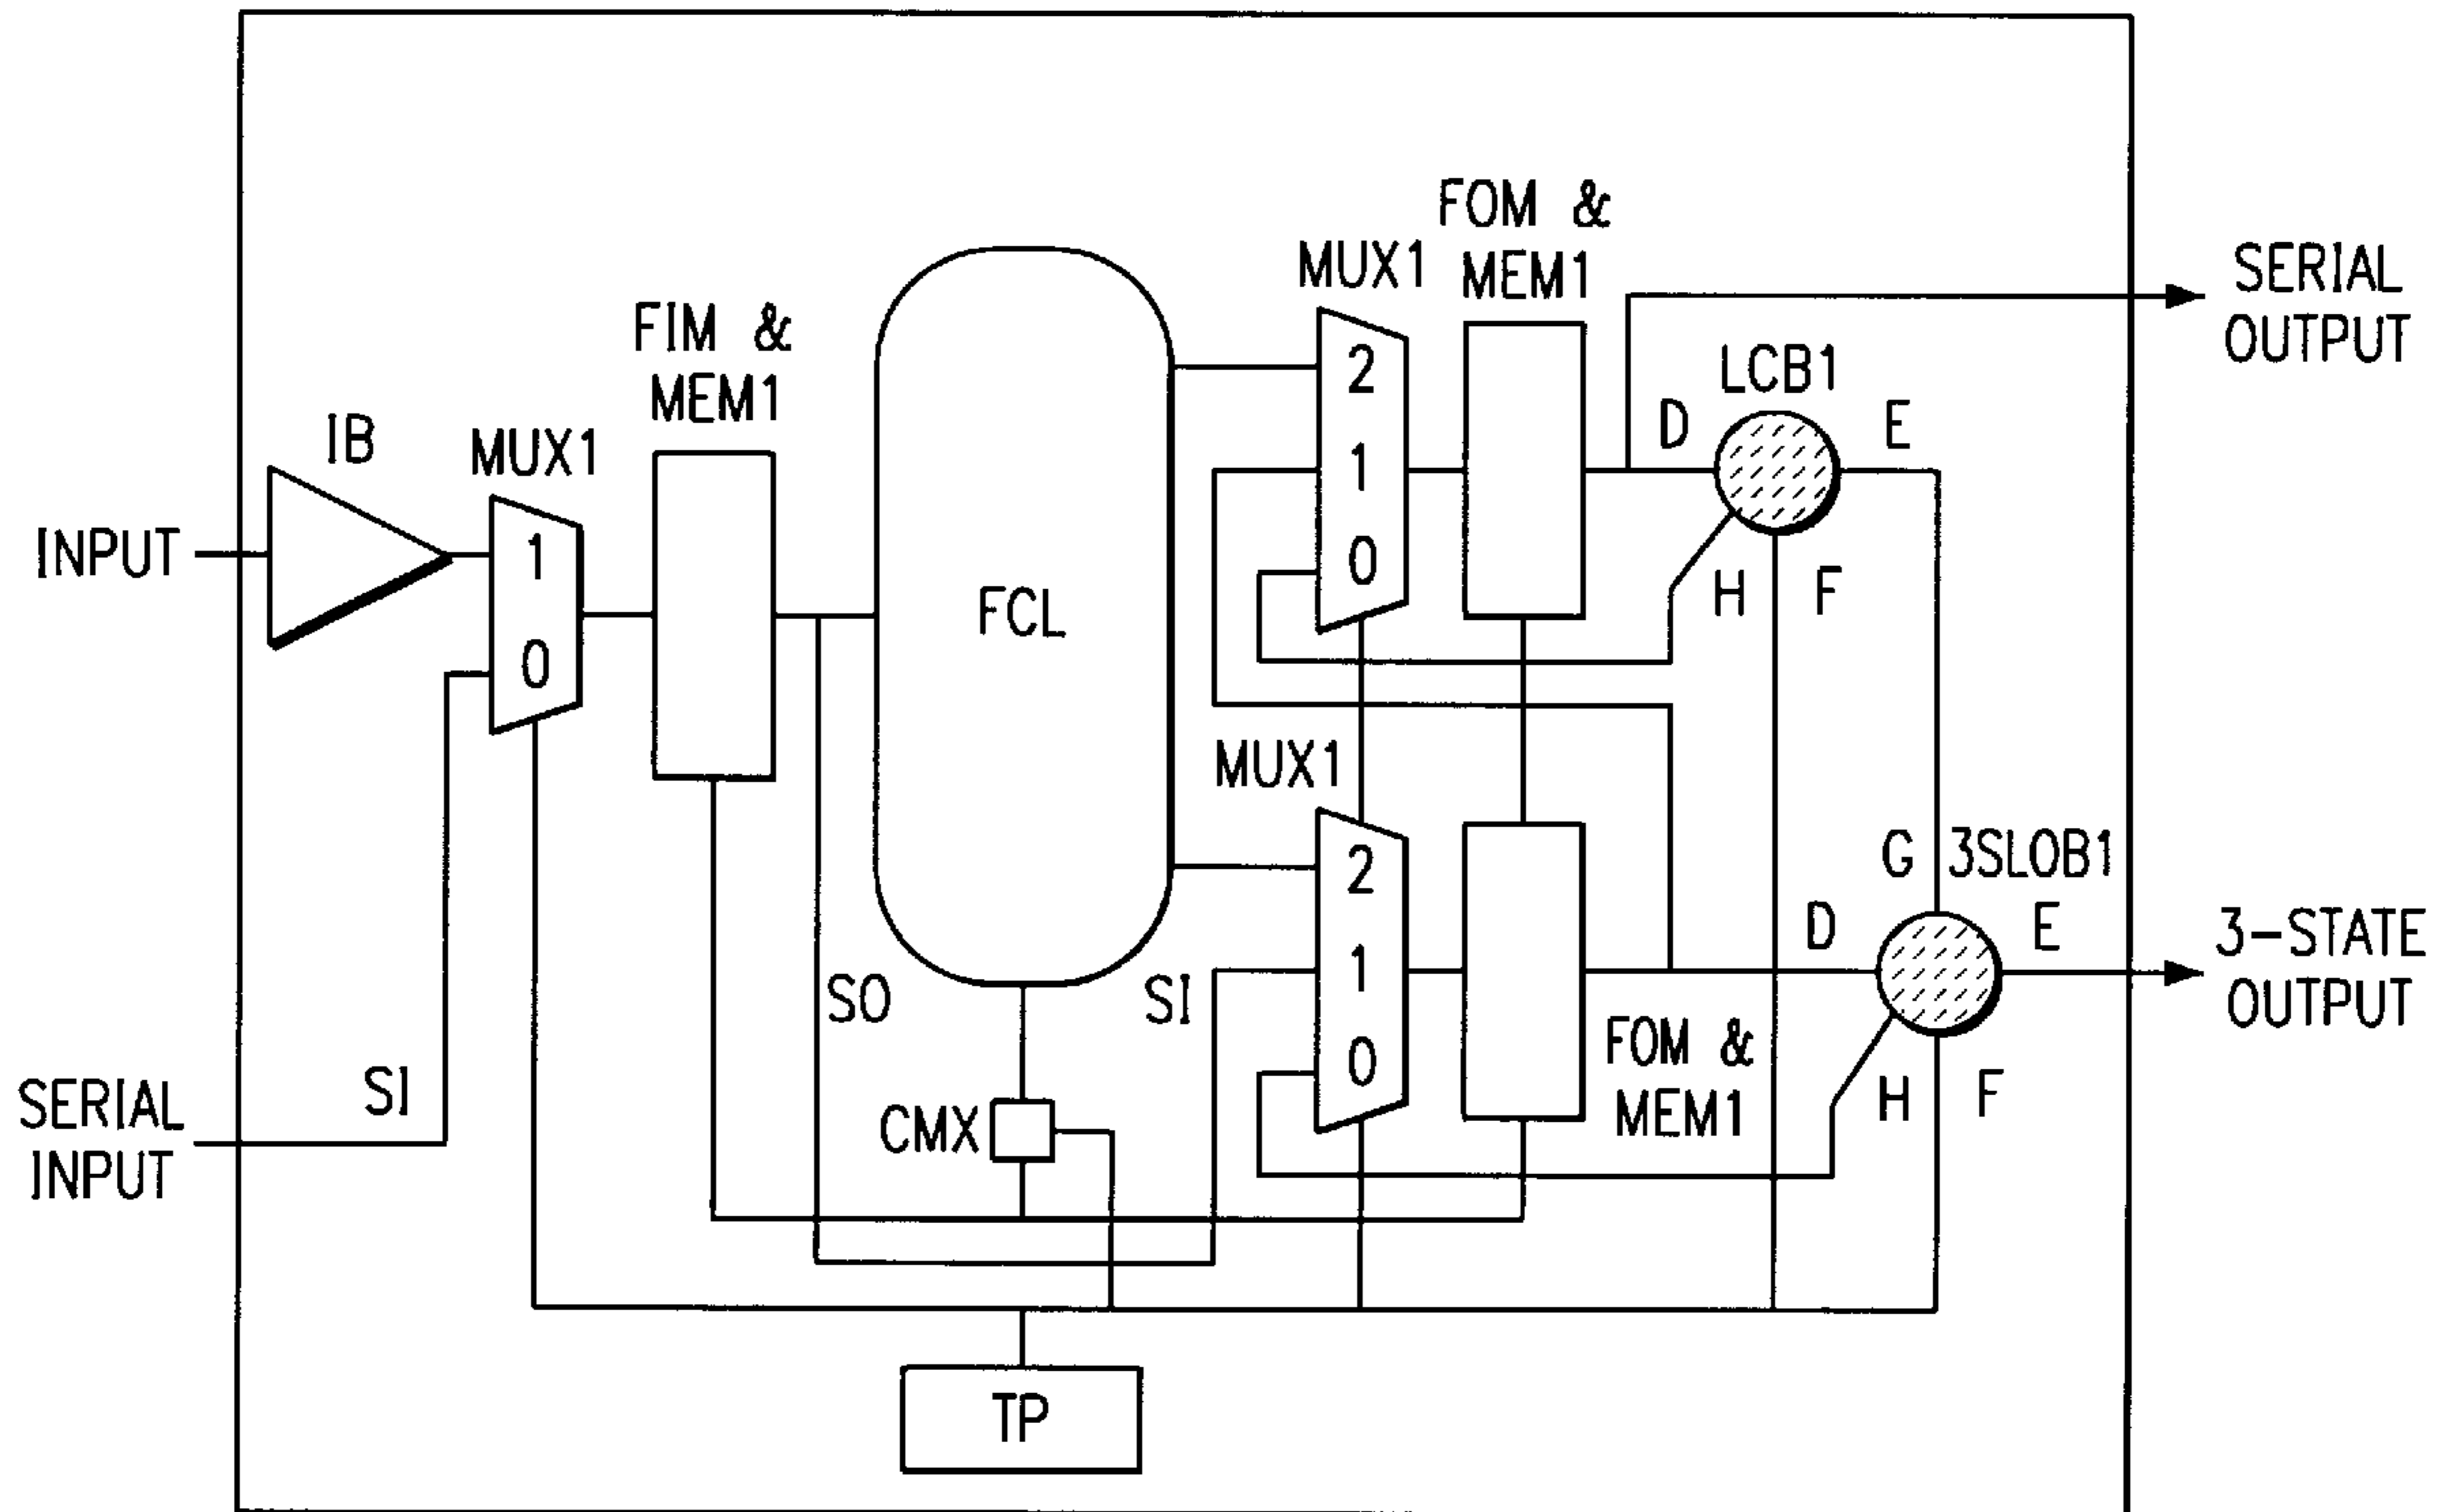 FOM &
MEM1
MUX1
SERIAL
OUTPUT
2
1
0
LCB1
D
E
H
F
FIM &
MEM1
IB
MUX1
INPUT
1
0
FCL
MUX1
2
1
0
G
3SLOB1
D
E
H
F
3-STATE
OUTPUT
FOM &
MEM1
SO
SI
CMX
SI
SERIAL
INPUT
TP